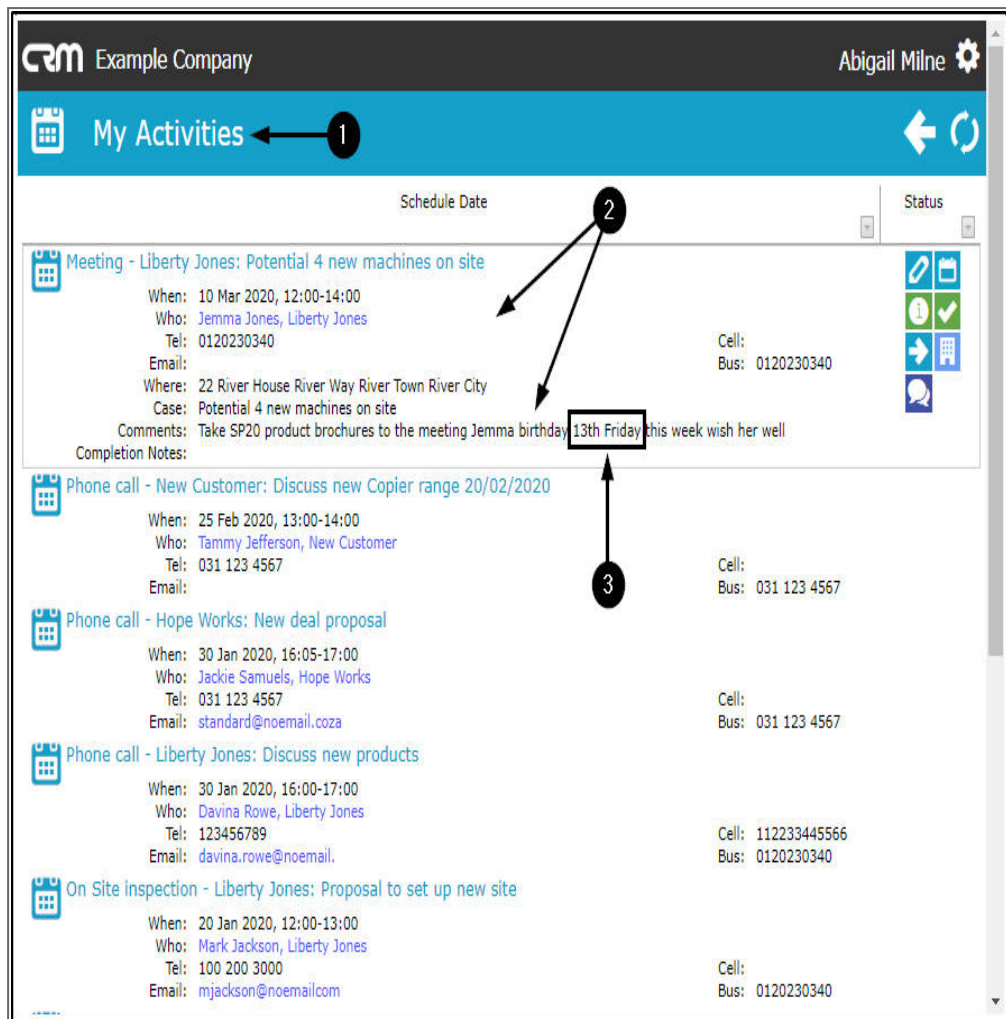 CRM Example Company Abigail Milne
My Activities 1
Schedule Date Status
2
Meeting - Liberty Jones: Potential 4 new machines on site
When: 10 Mar 2020, 12:00-14:00
Who: Jemma Jones, Liberty Jones
Tel: 0120230340 Cell:
Email: Bus: 0120230340
Where: 22 River House River Way River Town River City
Case: Potential 4 new machines on site
Comments: Take SP20 product brochures to the meeting Jemma birthday 13th Friday this week wish her well
Completion Notes:
Phone call - New Customer: Discuss new Copier range 20/02/2020
When: 25 Feb 2020, 13:00-14:00
Who: Tammy Jefferson, New Customer
Tel: 031 123 4567 Cell:
Email: Bus: 031 123 4567
3
Phone call - Hope Works: New deal proposal
When: 30 Jan 2020, 16:05-17:00
Who: Jackie Samuels, Hope Works
Tel: 031 123 4567 Cell:
Email: standard@noemail.coza Bus: 031 123 4567
Phone call - Liberty Jones: Discuss new products
When: 30 Jan 2020, 16:00-17:00
Who: Davina Rowe, Liberty Jones
Tel: 123456789 Cell: 112233445566
Email: davina.rowe@noemail. Bus: 0120230340
On Site inspection - Liberty Jones: Proposal to set up new site
When: 20 Jan 2020, 12:00-13:00
Who: Mark Jackson, Liberty Jones
Tel: 100 200 3000 Cell:
Email: mjackson@noemailcom Bus: 0120230340